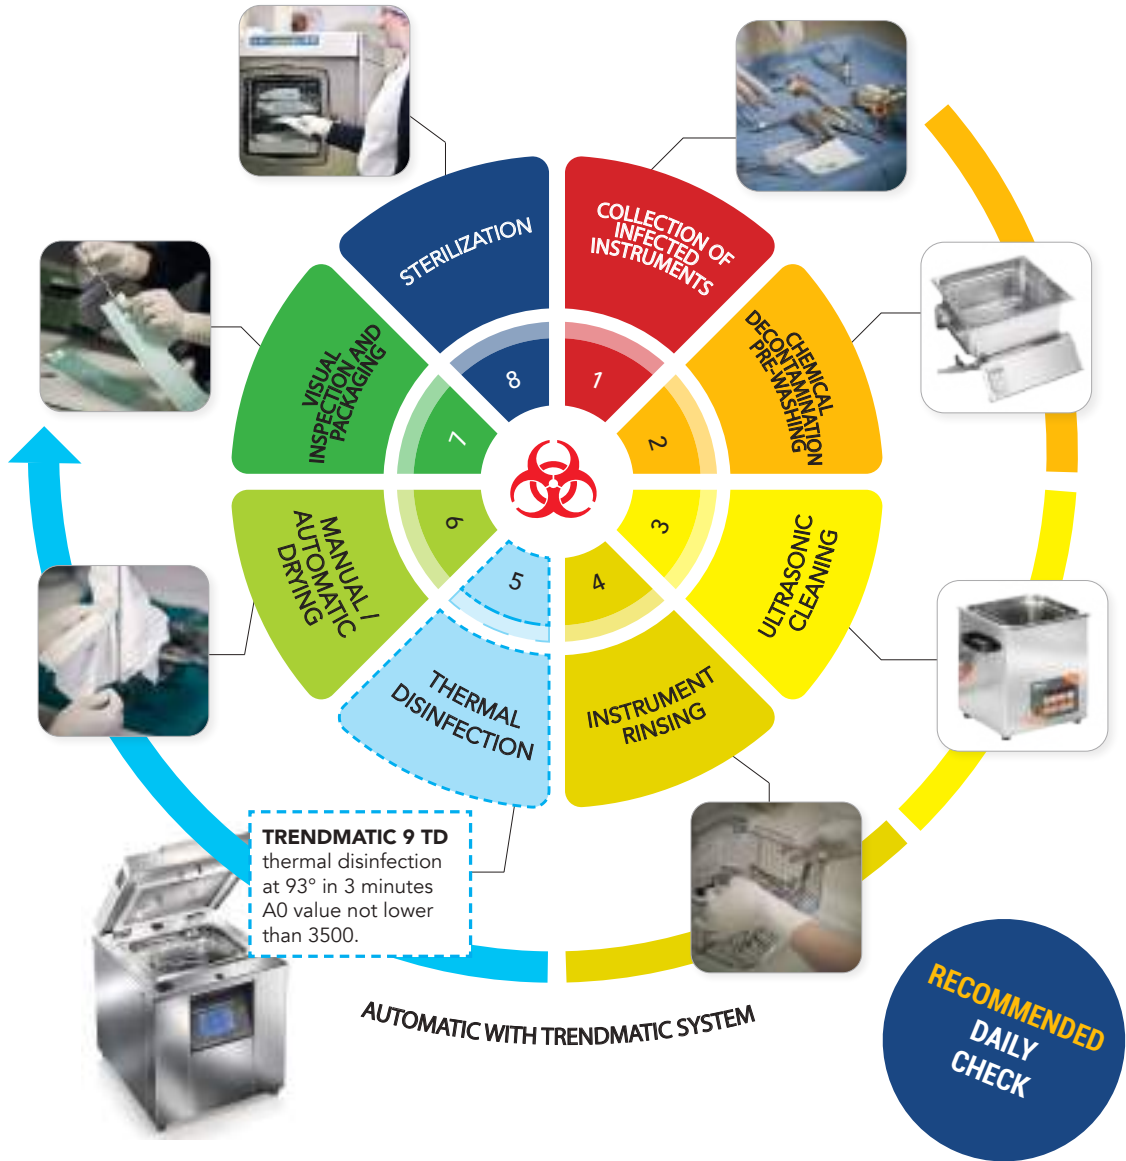 COLLECTION OF
INFECTED
INSTRUMENTS
1
CHEMICAL
DECONTAMINATION
PRE-WASHING
2
ULTRASONIC
CLEANING
3
INSTRUMENT
RINSING
4
THERMAL
DISINFECTION
5
MANUAL/
AUTOMATIC
DRYING
6
VISUAL
INSPECTION AND
PACKAGING
7
STERILIZATION
8
TRENDMATIC 9 TD
thermal disinfection
at 93° in 3 minutes
A0 value not lower
than 3500.
AUTOMATIC WITH TRENDMATIC SYSTEM
RECOMMENDED
DAILY
CHECK